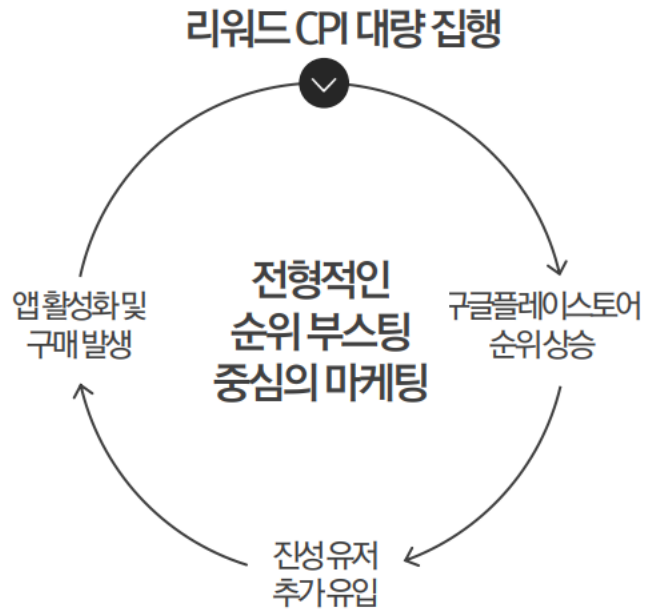 리워드 CPI 대량 집행
전형적인
순위 부스팅
중심의 마케팅
구글플레이스토어
순위 상승
진성 유저
추가 유입
앱 활성화 및
구매 발생